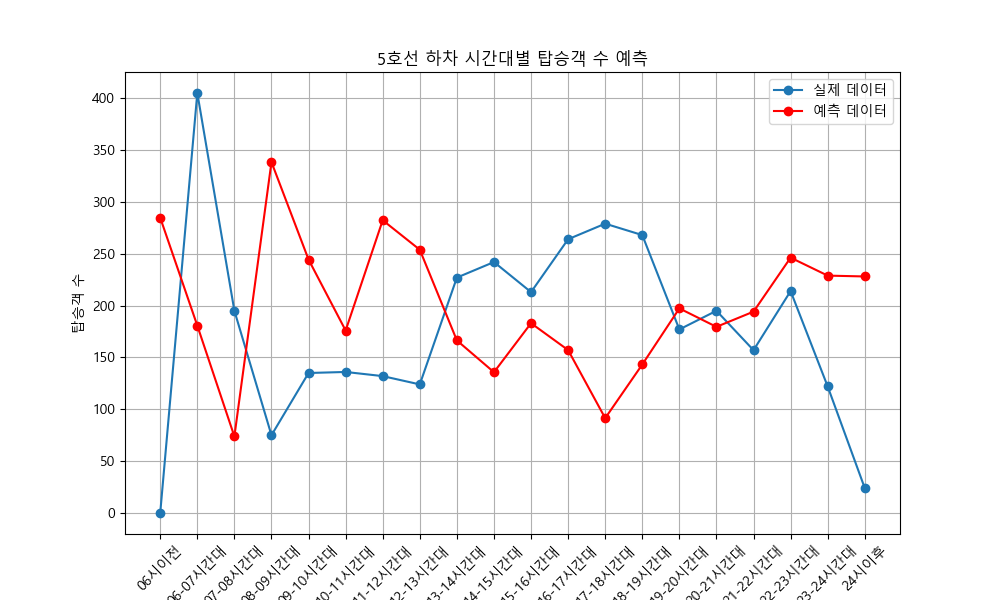 5호선 하차 시간대별 탑승객 수 예측
실제 데이터
예측 데이터
탑승객 수
400
350
300
250
200
150
100
50
0
06시이전
06-07시간대
07-08시간대
08-09시간대
09-10시간대
10-11시간대
11-12시간대
12-13시간대
13-14시간대
14-15시간대
15-16시간대
16-17시간대
17-18시간대
18-19시간대
19-20시간대
20-21시간대
21-22시간대
22-23시간대
23-24시간대
24시이후